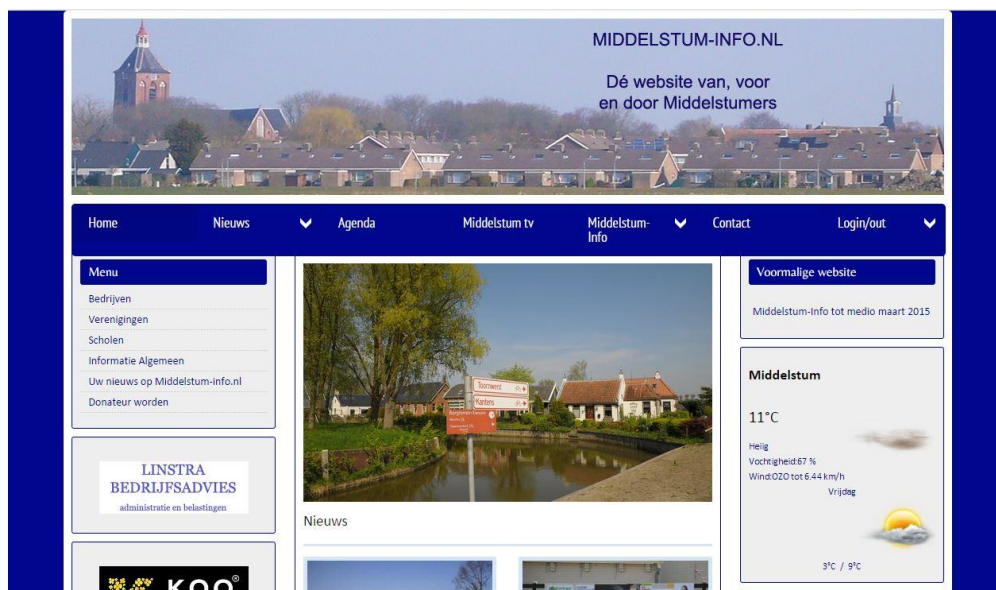 MIDDELSTUM-INFO.NL
Dé website van, voor
en door Middelstumers
Home
Nieuws
Agenda
Middelstum tv
Middelstum-
Info
Contact
Login/out
Menu
Bedrijven
Verenigingen
Scholen
Informatie Algemeen
Uw nieuws op Middelstum-info.nl
Donateur worden
LINSTRA
BEDRIJFSADVIES
administratie en belastingen
KOO®
Toornwerd
Kantens
Nieuws
Voormalige website
Middelstum-Info tot medio maart 2015
Middelstum
11°C
Heiig
Vochtigheid:67 %
Wind:OZO tot 6.44 km/h
Vrijdag
3°C / 9°C